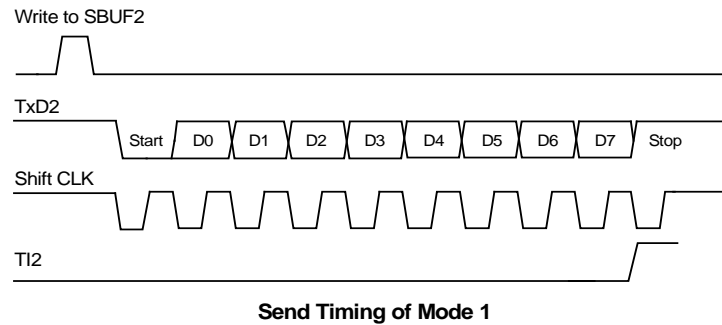 Write to SBUF2
TxD2
Start D0 D1 D2 D3 D4 D5 D6 D7 Stop
Shift CLK
TI2
Send Timing of Mode 1